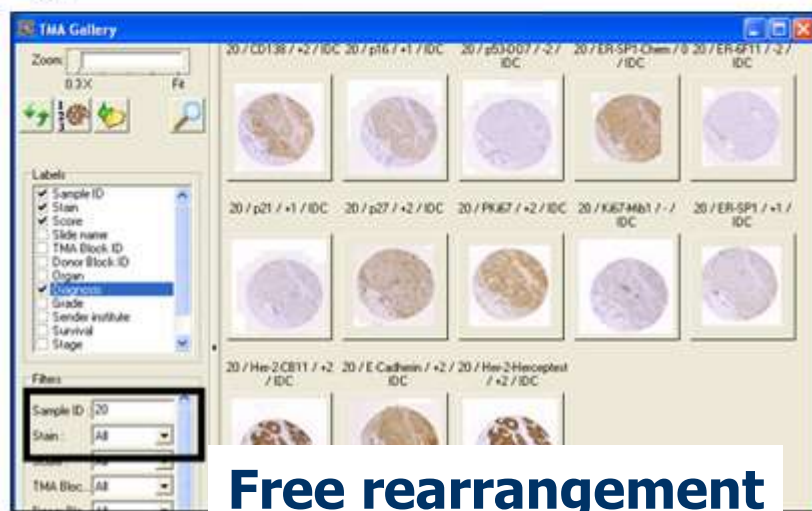 TMA Gallery
Zoom:
0.3X Fit
Labels
Sample ID
Stain
Score
Slide name
TMA Block ID
Donor Block ID
Organ
Diagnosis
Grade
Sender institute
Survival
Stage
Filters
Sample ID : 20
Stain : All
TMA Bloc... All
20 / CD138 / +2 / IDC
20 / p16 / +1 / IDC
20 / p53-DO7 / -2 /
IDC
20 / ER-SP1-Chem / 0
/ IDC
20 / ER-6F11 / -2 /
IDC
20 / p21 / +1 / IDC
20 / p27 / +2 / IDC
20 / PKi67 / +2 / IDC
20 / Ki67-Mib1 / - /
IDC
20 / ER-SP1 / +1 /
IDC
20 / Her-2 CB11 / +2
/ IDC
20 / E-Cadherin / +2 /
IDC
20 / Her-2-Herceptest
/ +2 / IDC
Free rearrangement